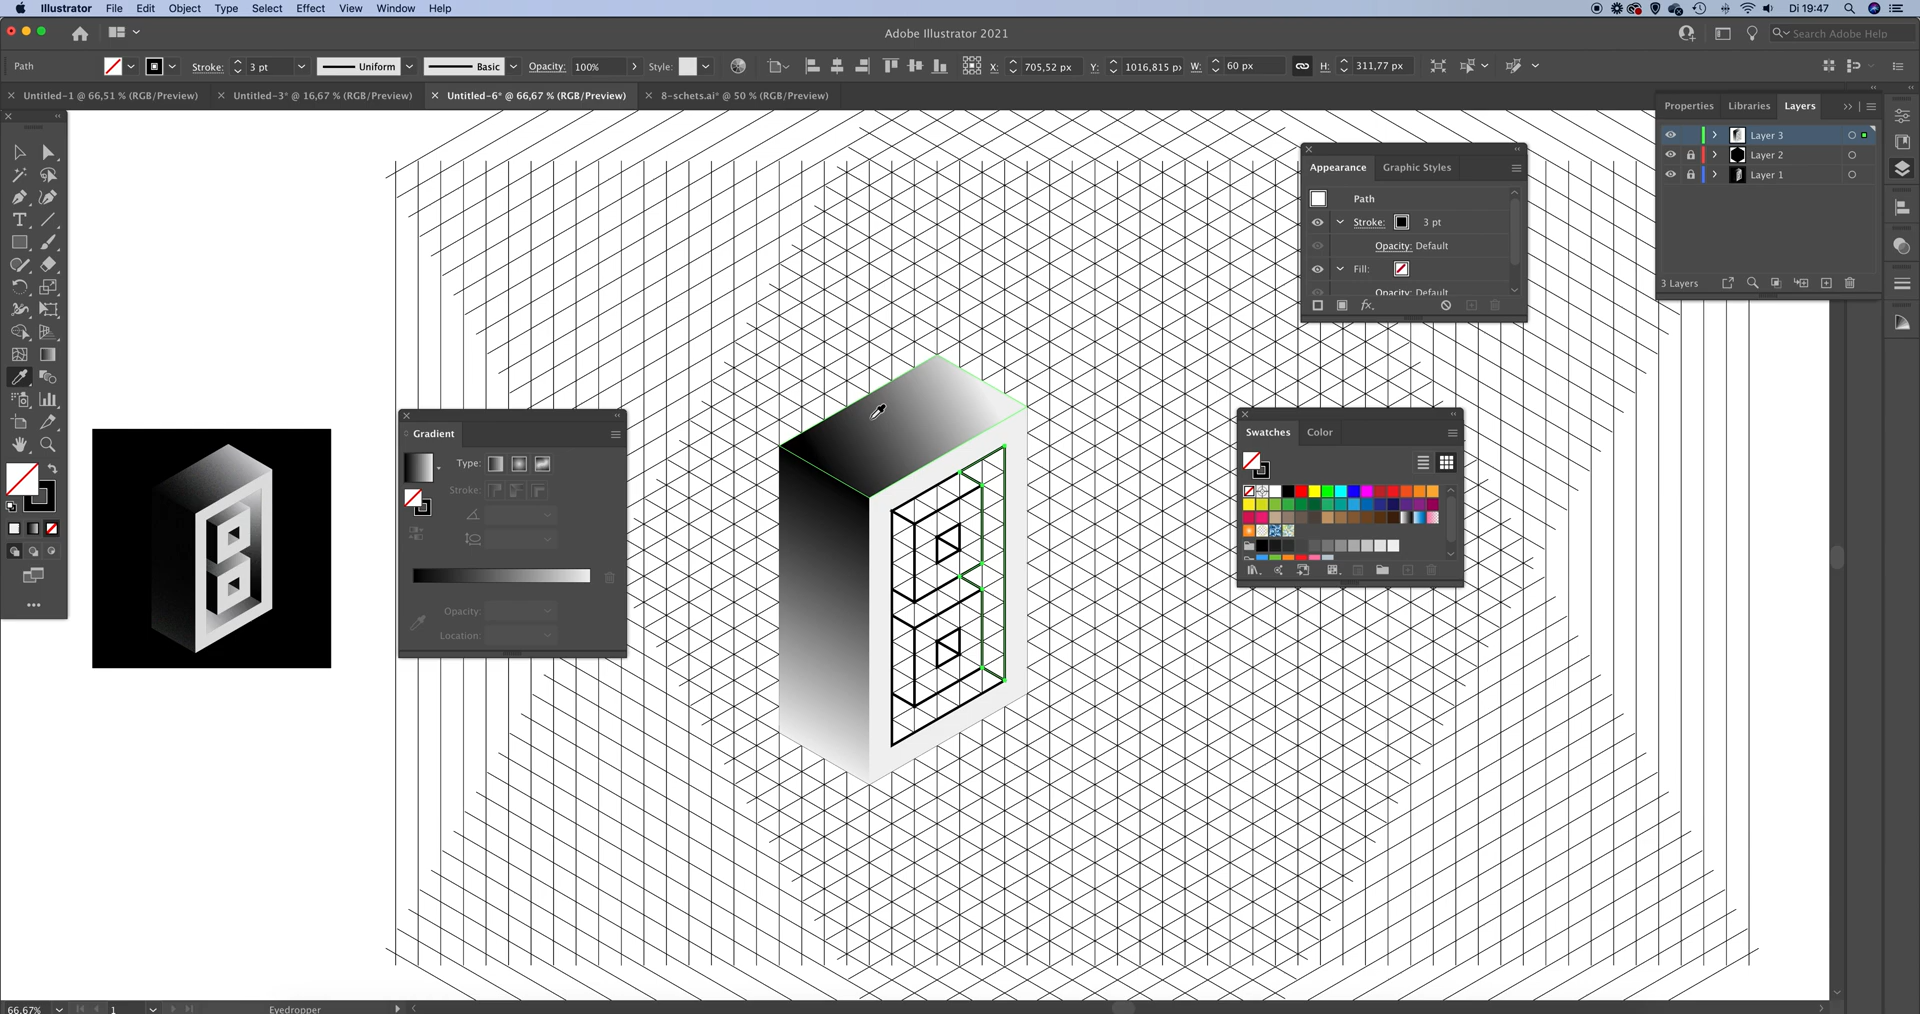 Illustrator File Edit Object Type Select Effect View Window Help
Di 19:47
Adobe Illustrator 2021
Search Adobe Help
Path
Stroke: 3 pt
Uniform
Basic
Opacity: 100%
Style:
X: 705,52 px
Y: 1016,815 px
W: 60 px
H: 311,77 px
Untitled-1 @ 66,51 % (RGB/Preview)
Untitled-3* @ 16,67 % (RGB/Preview)
Untitled-6* @ 66,67 % (RGB/Preview)
8-schets.ai* @ 50 % (RGB/Preview)
Properties Libraries Layers
Layer 3
Layer 2
Layer 1
3 Layers
Appearance Graphic Styles
Path
Stroke: 3 pt
Opacity: Default
Fill:
Opacity: Default
Gradient
Type:
Stroke:
Opacity:
Location:
Swatches Color
66,67%
1
Eyedropper